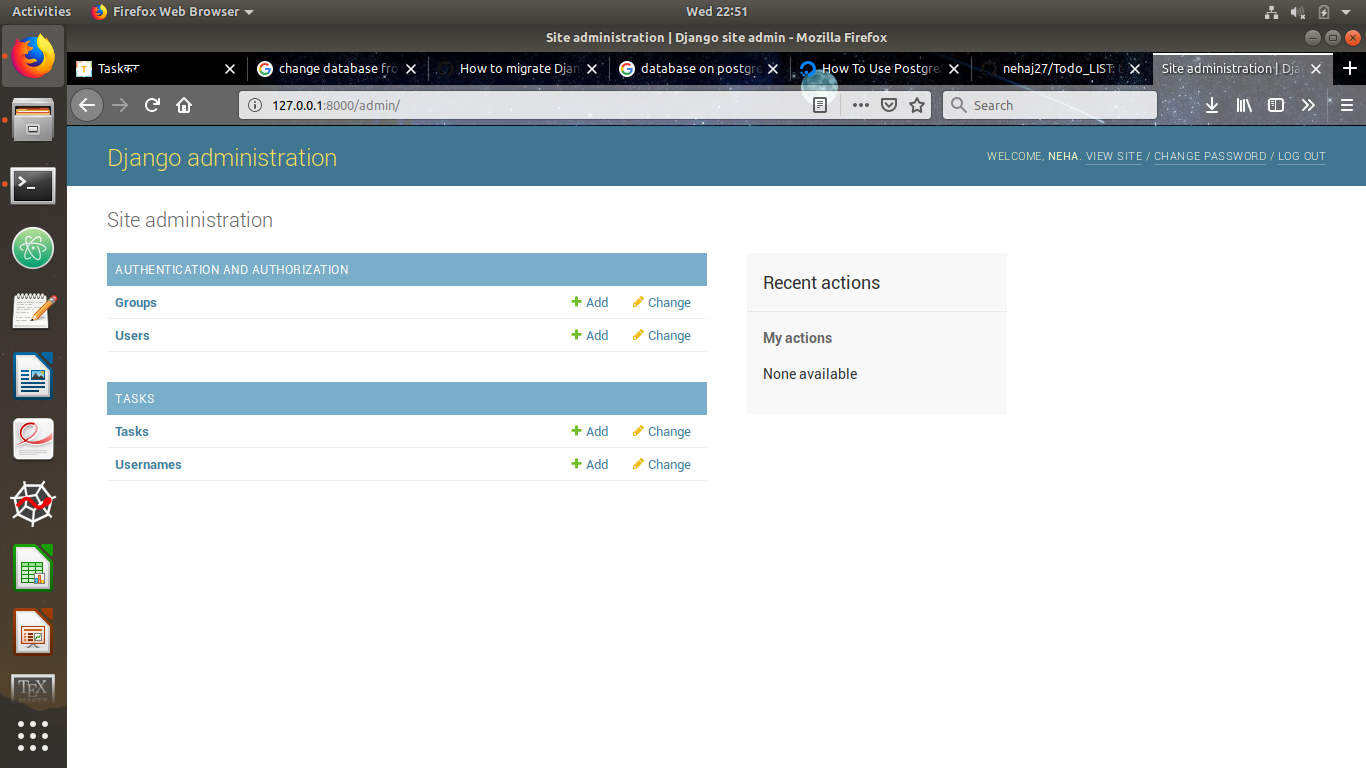 Activities Firefox Web Browser Wed 22:51
Site administration | Django site admin - Mozilla Firefox
Taskकर change database fro How to migrate Djan database on postgre How To Use Postgre nehaj27/Todo_LIST: Site administration | Dja
127.0.0.1:8000/admin/ Search
Django administration
WELCOME, NEHA. VIEW SITE / CHANGE PASSWORD / LOG OUT
Site administration
AUTHENTICATION AND AUTHORIZATION
Groups Add Change
Users Add Change
TASKS
Tasks Add Change
Usernames Add Change
Recent actions
My actions
None available
TEX